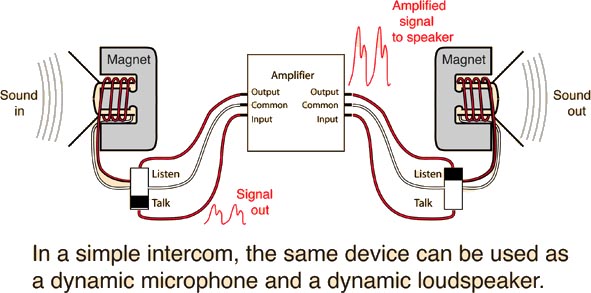 Amplified
signal
to speaker
Magnet
Magnet
Amplifier
Sound
in
Output
Common
Input
Output
Common
Input
Sound
out
Listen
Talk
Signal
out
Listen
Talk
In a simple intercom, the same device can be used as
a dynamic microphone and a dynamic loudspeaker.